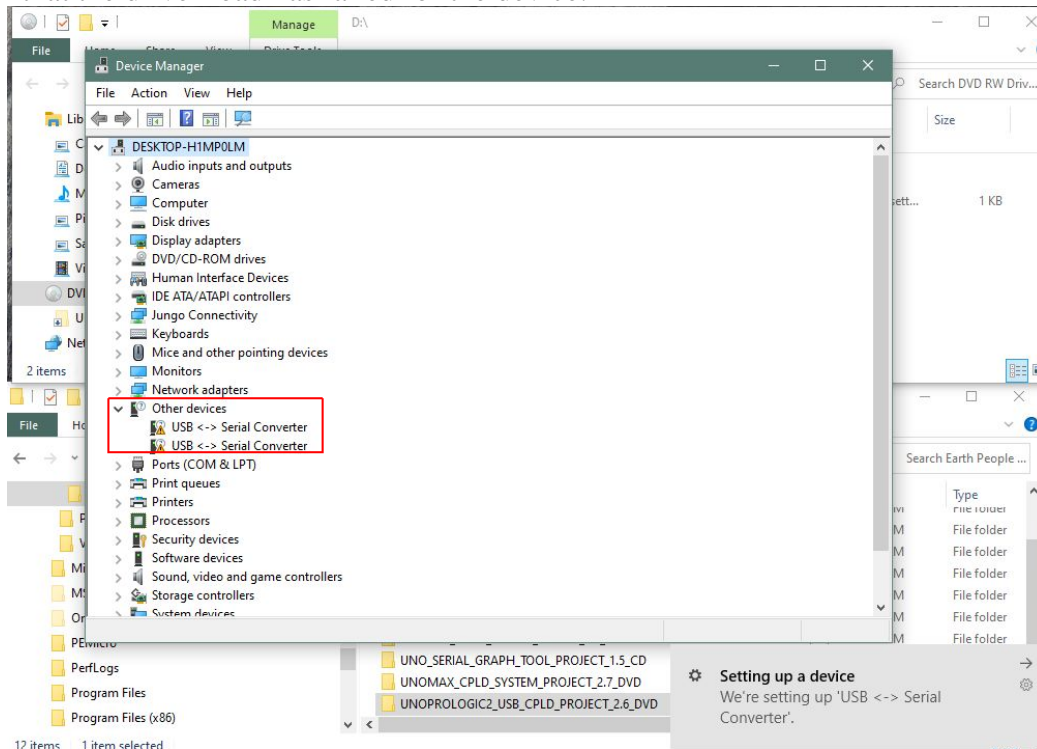 Manage
D:\
File
Device Manager
File Action View Help
Search DVD RW Driv...
Size
DESKTOP-H1MP0LM
Audio inputs and outputs
Cameras
Computer
sett...
1 KB
Disk drives
Display adapters
DVD/CD-ROM drives
Human Interface Devices
IDE ATA/ATAPI controllers
Jungo Connectivity
Keyboards
Mice and other pointing devices
2 items
Monitors
Network adapters
Other devices
USB <-> Serial Converter
USB <-> Serial Converter
File
Ports (COM & LPT)
Search Earth People ...
Print queues
Printers
Type
Processors
File folder
Security devices
File folder
Software devices
File folder
Sound, video and game controllers
File folder
Storage controllers
File folder
System devices
File folder
PEMicro
PerfLogs
UNO_SERIAL_GRAPH_TOOL_PROJECT_1.5_CD
UNOMAX_CPLD_SYSTEM_PROJECT_2.7_DVD
UNOPROLOGIC2_USB_CPLD_PROJECT_2.6_DVD
Program Files
Program Files (x86)
Setting up a device
We're setting up 'USB <-> Serial
Converter'.
12 items 1 item selected